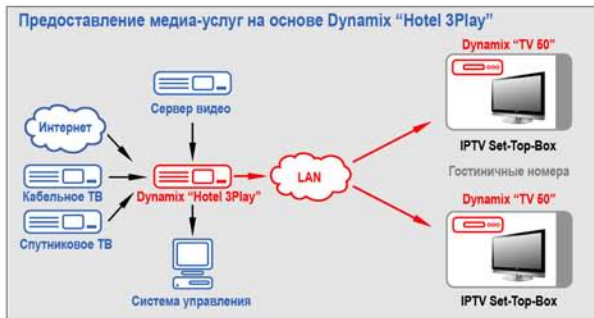 Предоставление медиа-услуг на основе Dynamix “Hotel 3Play”
Dynamix “TV 50”
Сервер видео
Интернет
IPTV Set-Top-Box
LAN
Гостиничные номера
Кабельное ТВ
Dynamix “Hotel 3Play”
Dynamix “TV 50”
Спутниковое ТВ
Система управления
IPTV Set-Top-Box